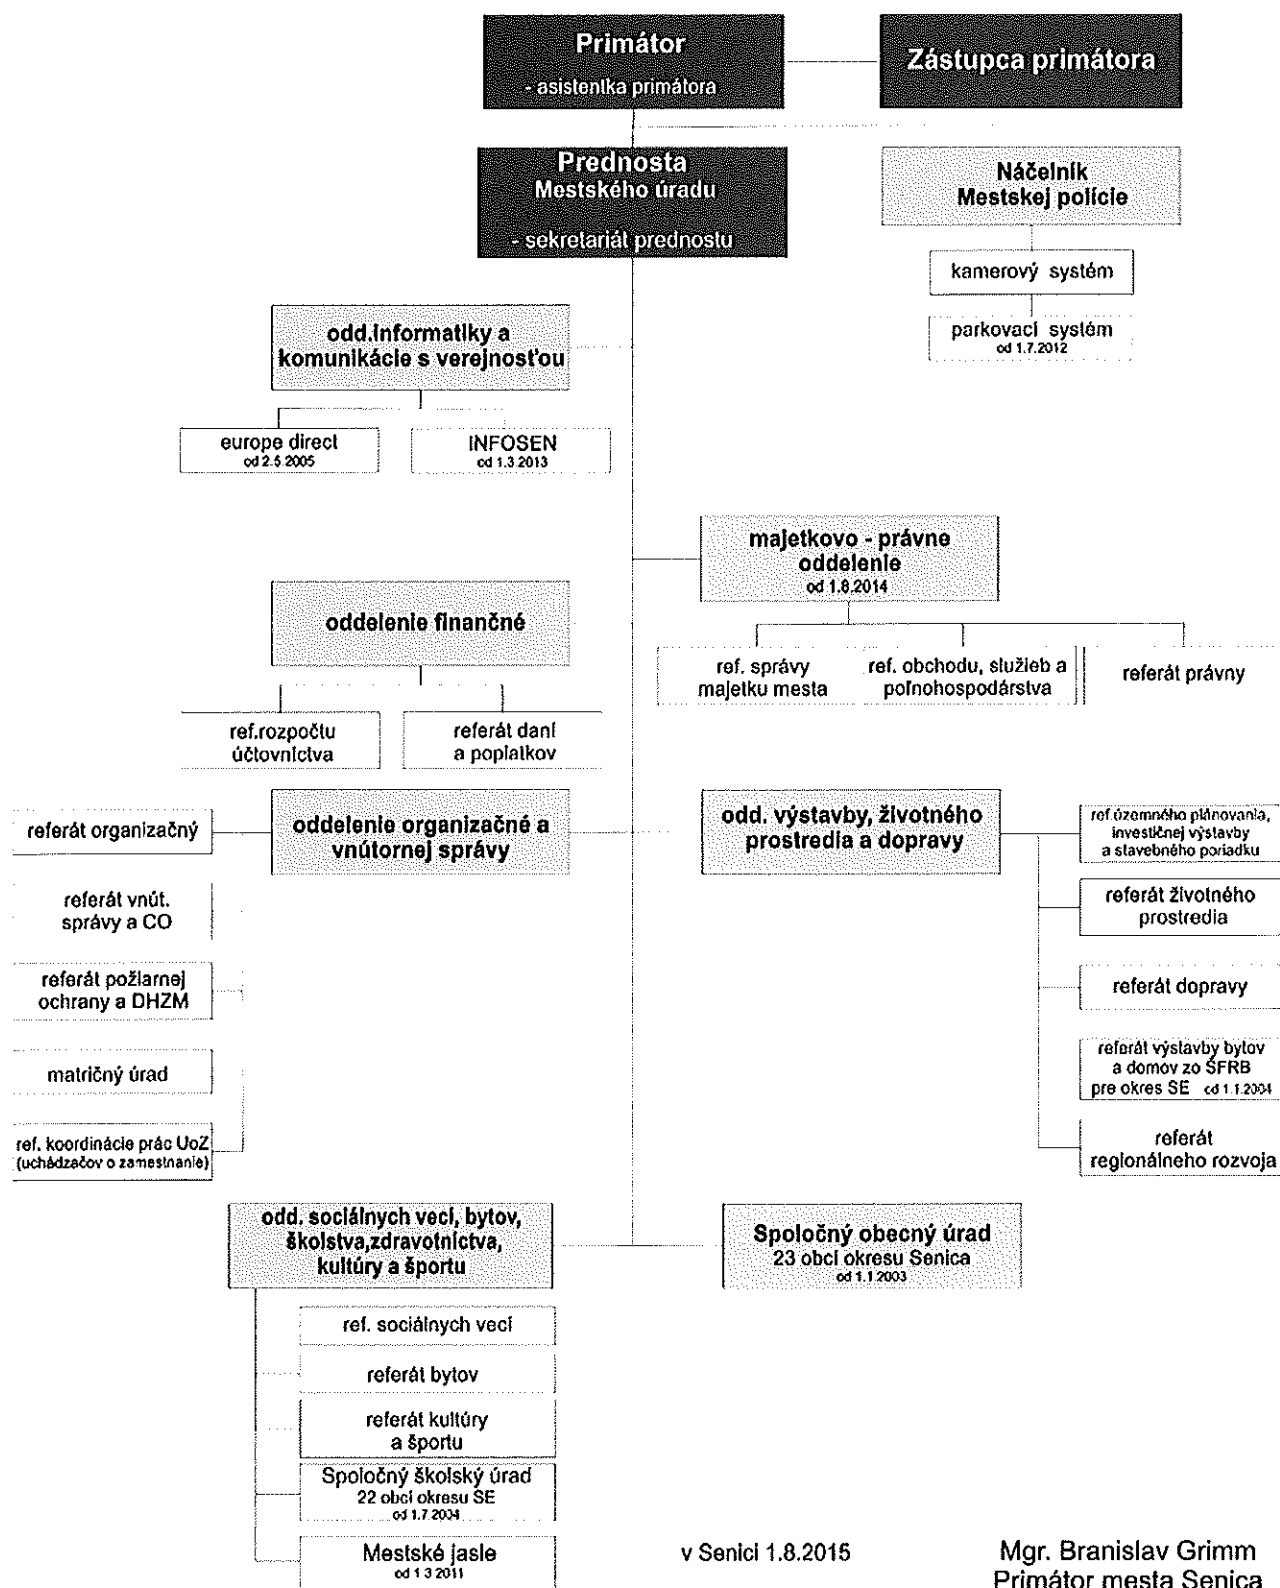 Primátor
- asistentka primátora
Zástupca primátora
Prednosta
Mestského úradu
- sekretariát prednostu
Náčelník
Mestskej polície
kamerový systém
parkovací systém
od 1.7.2012
odd.informatiky a
komunikácie s verejnosťou
europe direct
od 2.5.2005
INFOSEN
od 1.3.2013
majetkovo - právne
oddelenie
od 1.8.2014
oddelenie finančné
ref. správy
majetku mesta
ref. obchodu, služieb a
poľnohospodárstva
referát právny
ref.rozpočtu
účtovníctva
referát daní
a poplatkov
referát organizačný
oddelenie organizačné a
vnútornej správy
odd. výstavby, životného
prostredia a dopravy
ref.územného plánovania,
investičnej výstavby
a stavebného poriadku
referát vnút.
správy a CO
referát životného
prostredia
referát požiarnej
ochrany a DHZM
referát dopravy
matričný úrad
referát výstavby bytov
a domov zo ŠFRB
pre okres SE od 1.1.2004
ref. koordinácie prác UoZ
(uchádzačov o zamestnanie)
referát
regionálneho rozvoja
odd. sociálnych vecí, bytov,
školstva,zdravotníctva,
kultúry a športu
Spoločný obecný úrad
23 obcí okresu Senica
od 1.1.2003
ref. sociálnych vecí
referát bytov
referát kultúry
a športu
Spoločný školský úrad
22 obcí okresu SE
od 1.7.2004
Mestské jasle
od 1.3.2011
v Senici 1.8.2015
Mgr. Branislav Grimm
Primátor mesta Senica